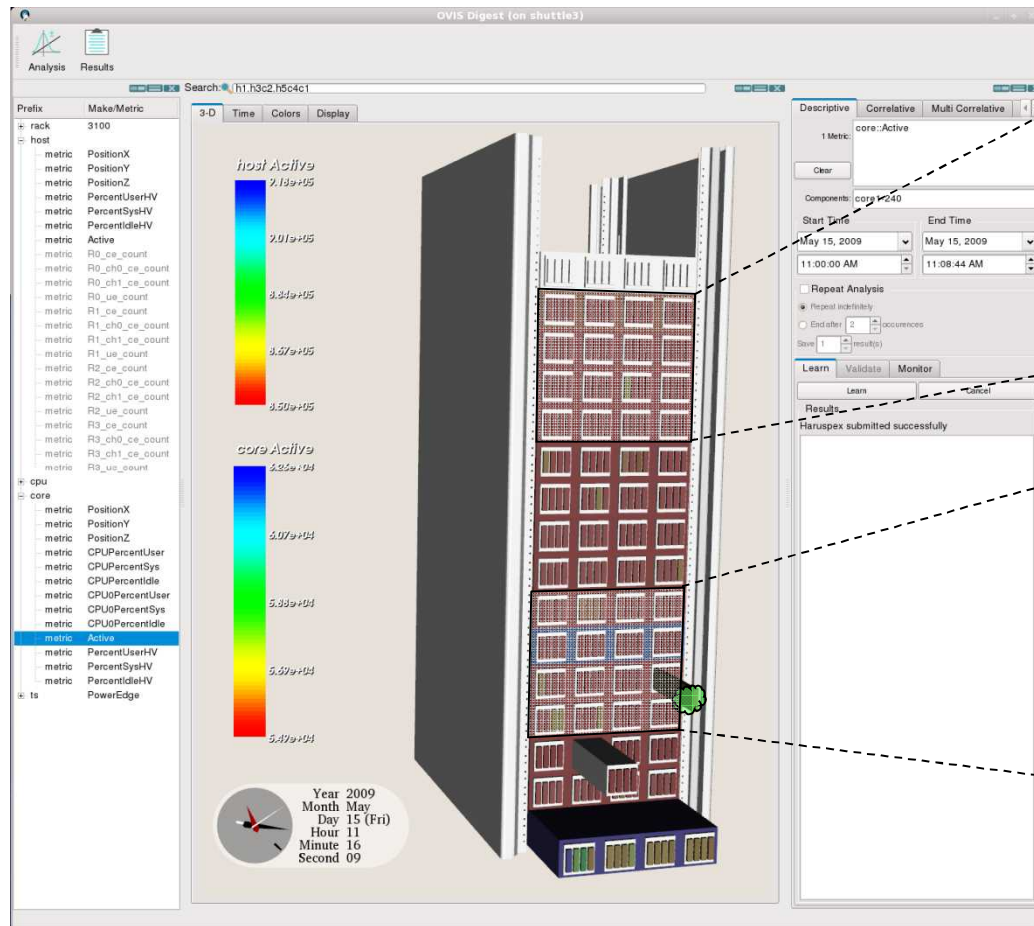 OVIS Digest (on shuttle3)
Analysis Results
Search: h1.h3c2.h5c4c1
Prefix Make/Metric
rack 3100
host
metric PositionX
metric PositionY
metric PositionZ
metric PercentUserHV
metric PercentSysHV
metric PercentIdleHV
metric Active
metric R0_ce_count
metric R0_ch0_ce_count
metric R0_ch1_ce_count
metric R0_ue_count
metric R1_ce_count
metric R1_ch0_ce_count
metric R1_ch1_ce_count
metric R1_ue_count
metric R2_ce_count
metric R2_ch0_ce_count
metric R2_ch1_ce_count
metric R2_ue_count
metric R3_ce_count
metric R3_ch0_ce_count
metric R3_ch1_ce_count
metric R3_ue_count
cpu
core
metric PositionX
metric PositionY
metric PositionZ
metric CPUPercentUser
metric CPUPercentSys
metric CPUPercentIdle
metric CPU0PercentUser
metric CPU0PercentSys
metric CPU0PercentIdle
metric Active
metric PercentUserHV
metric PercentSysHV
metric PercentIdleHV
ts PowerEdge
3-D Time Colors Display
host Active
9.18e+05
9.01e+05
8.84e+05
8.67e+05
8.50e+05
core Active
6.26e+04
6.07e+04
5.88e+04
5.69e+04
5.49e+04
Year 2009
Month May
Day 15 (Fri)
Hour 11
Minute 16
Second 09
Descriptive Correlative Multi Correlative
1 Metric: core::Active
Clear
Components: core1-240
Start Time End Time
May 15, 2009 May 15, 2009
11:00:00 AM 11:08:44 AM
Repeat Analysis
Repeat indefinitely
End after 2 occurences
Save 1 result(s)
Learn Validate Monitor
Learn Cancel
Results
Haruspex submitted successfully